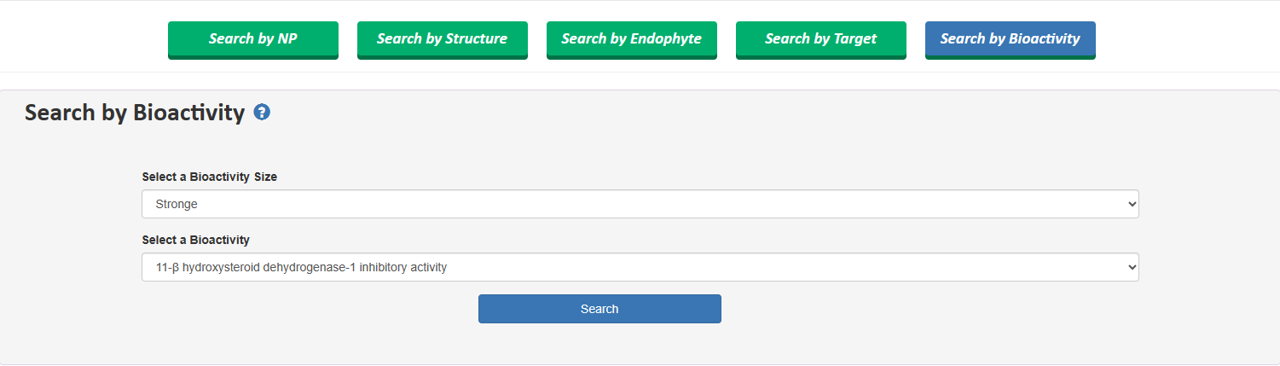 Search by NP Search by Structure Search by Endophyte Search by Target Search by Bioactivity
Search by Bioactivity ?
Select a Bioactivity Size
Stronge
Select a Bioactivity
11-β hydroxysteroid dehydrogenase-1 inhibitory activity
Search